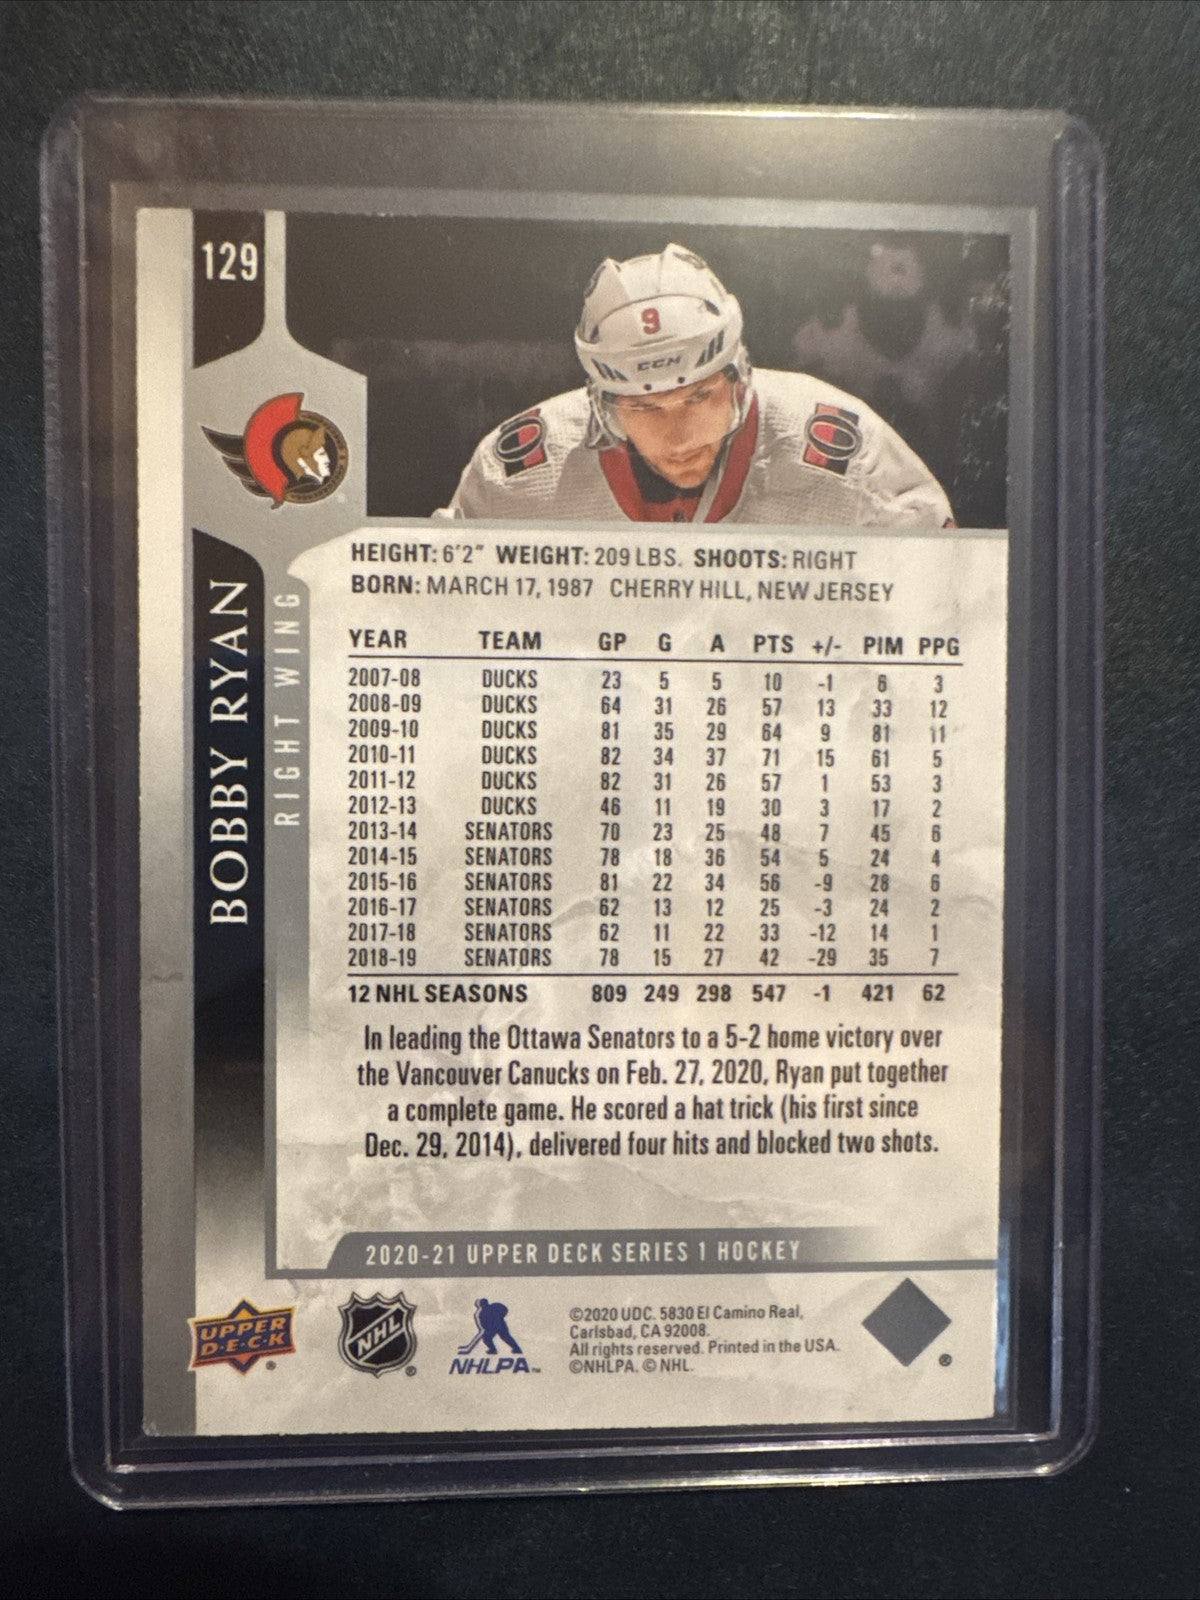 129
9
CCM
BOBBY RYAN
RIGHT WING
HEIGHT: 6'2" WEIGHT: 209 LBS. SHOOTS: RIGHT
BORN: MARCH 17, 1987 CHERRY HILL, NEW JERSEY
YEAR TEAM GP G A PTS +/- PIM PPG
2007-08 DUCKS 23 5 5 10 -1 6 3
2008-09 DUCKS 64 31 26 57 13 33 12
2009-10 DUCKS 81 35 29 64 9 81 11
2010-11 DUCKS 82 34 37 71 15 61 5
2011-12 DUCKS 82 31 26 57 1 53 3
2012-13 DUCKS 46 11 19 30 3 17 2
2013-14 SENATORS 70 23 25 48 7 45 6
2014-15 SENATORS 78 18 36 54 5 24 4
2015-16 SENATORS 81 22 34 56 -9 28 6
2016-17 SENATORS 62 13 12 25 -3 24 2
2017-18 SENATORS 62 11 22 33 -12 14 1
2018-19 SENATORS 78 15 27 42 -29 35 7
12 NHL SEASONS 809 249 298 547 -1 421 62
In leading the Ottawa Senators to a 5-2 home victory over
the Vancouver Canucks on Feb. 27, 2020, Ryan put together
a complete game. He scored a hat trick (his first since
Dec. 29, 2014), delivered four hits and blocked two shots.
2020-21 UPPER DECK SERIES 1 HOCKEY
UPPER
D·E·C·K
®
NHL
®
NHLPA™
©2020 UDC. 5830 El Camino Real,
Carlsbad, CA 92008.
All rights reserved. Printed in the USA.
©NHLPA. © NHL.
®